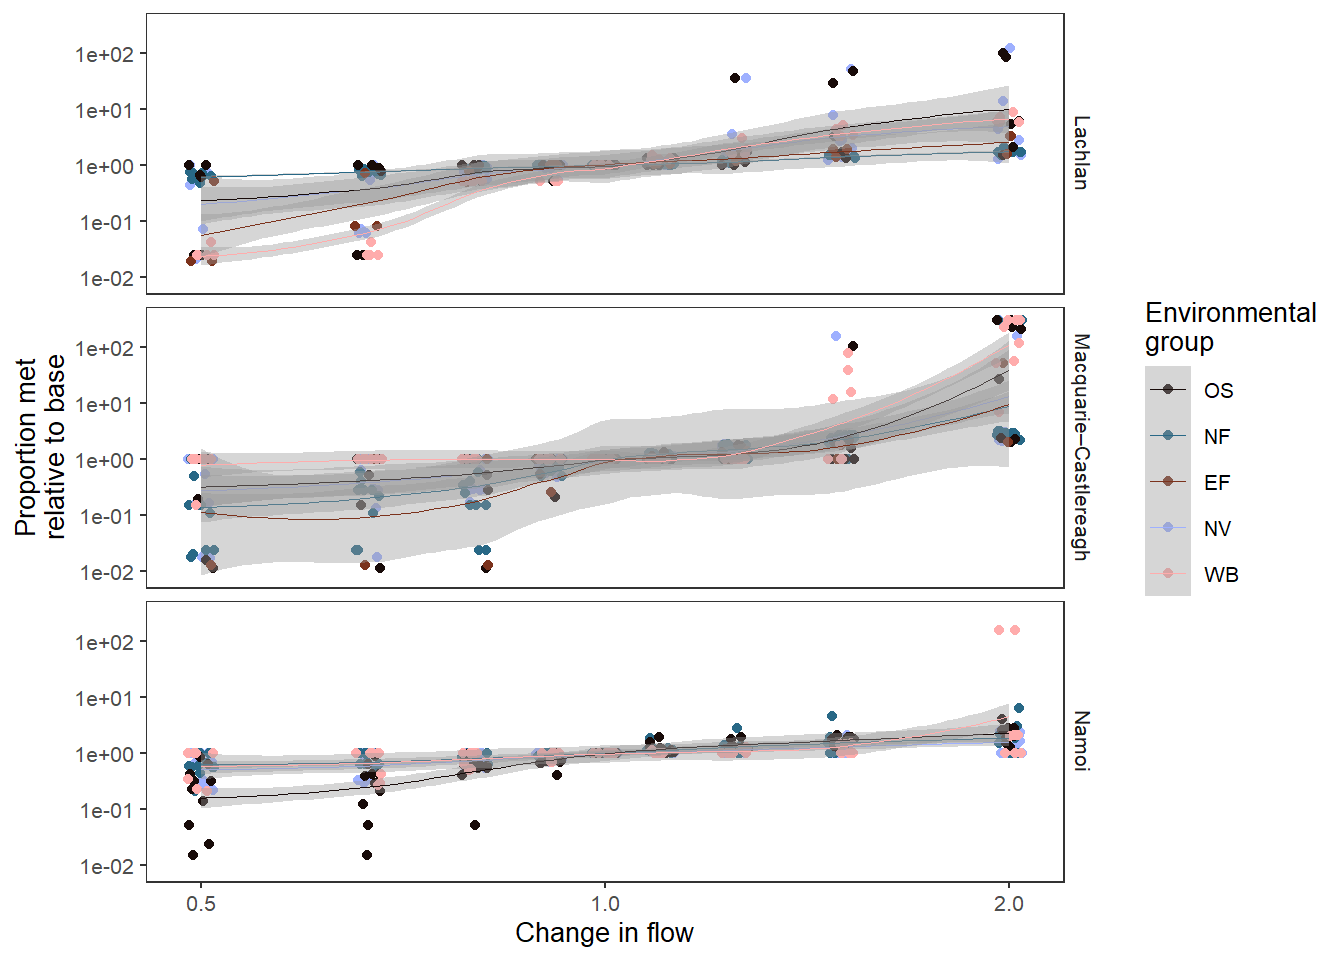 1e+02
1e+01
1e+00
1e-01
1e-02
Lachlan
1e+02
1e+01
1e+00
1e-01
1e-02
Macquarie–Castlereagh
1e+02
1e+01
1e+00
1e-01
1e-02
Namoi
0.5
1.0
2.0
Change in flow
Proportion met
relative to base
Environmental
group
OS
NF
EF
NV
WB